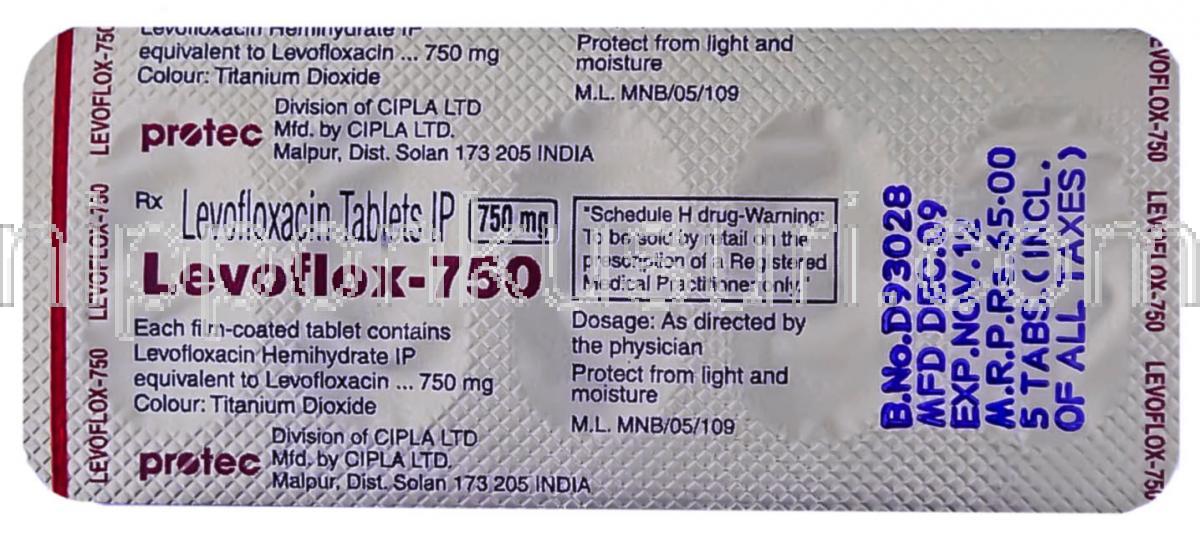 Levofloxacin Hemihydrate IP
equivalent to Levofloxacin ... 750 mg
Colour: Titanium Dioxide
Protect from light and
moisture
M.L. MNB/05/109
protec
Division of CIPLA LTD
Mfd. by CIPLA LTD.
Malpur, Dist. Solan 173 205 INDIA
Rx Levofloxacin Tablets IP 750 mg
Levoflox-750
"Schedule H drug-Warning:
To be sold by retail on the
prescription of a Registered
Medical Practitioner only."
Each film-coated tablet contains
Levofloxacin Hemihydrate IP
equivalent to Levofloxacin ... 750 mg
Colour: Titanium Dioxide
Dosage: As directed by
the physician
Protect from light and
moisture
M.L. MNB/05/109
protec
Division of CIPLA LTD
Mfd. by CIPLA LTD.
Malpur, Dist. Solan 173 205 INDIA
LEVOFLOX-750
LEVOFLOX-750
LEVOFLOX-750
B.No.D93028
MFD DEC.09
EXP.NOV.12
M.R.P.Rs.65-00
5 TABS(INCL.
OF ALL TAXES)
LEVOFLOX-750
LEVOFLOX-750
LEVOFLOX-750